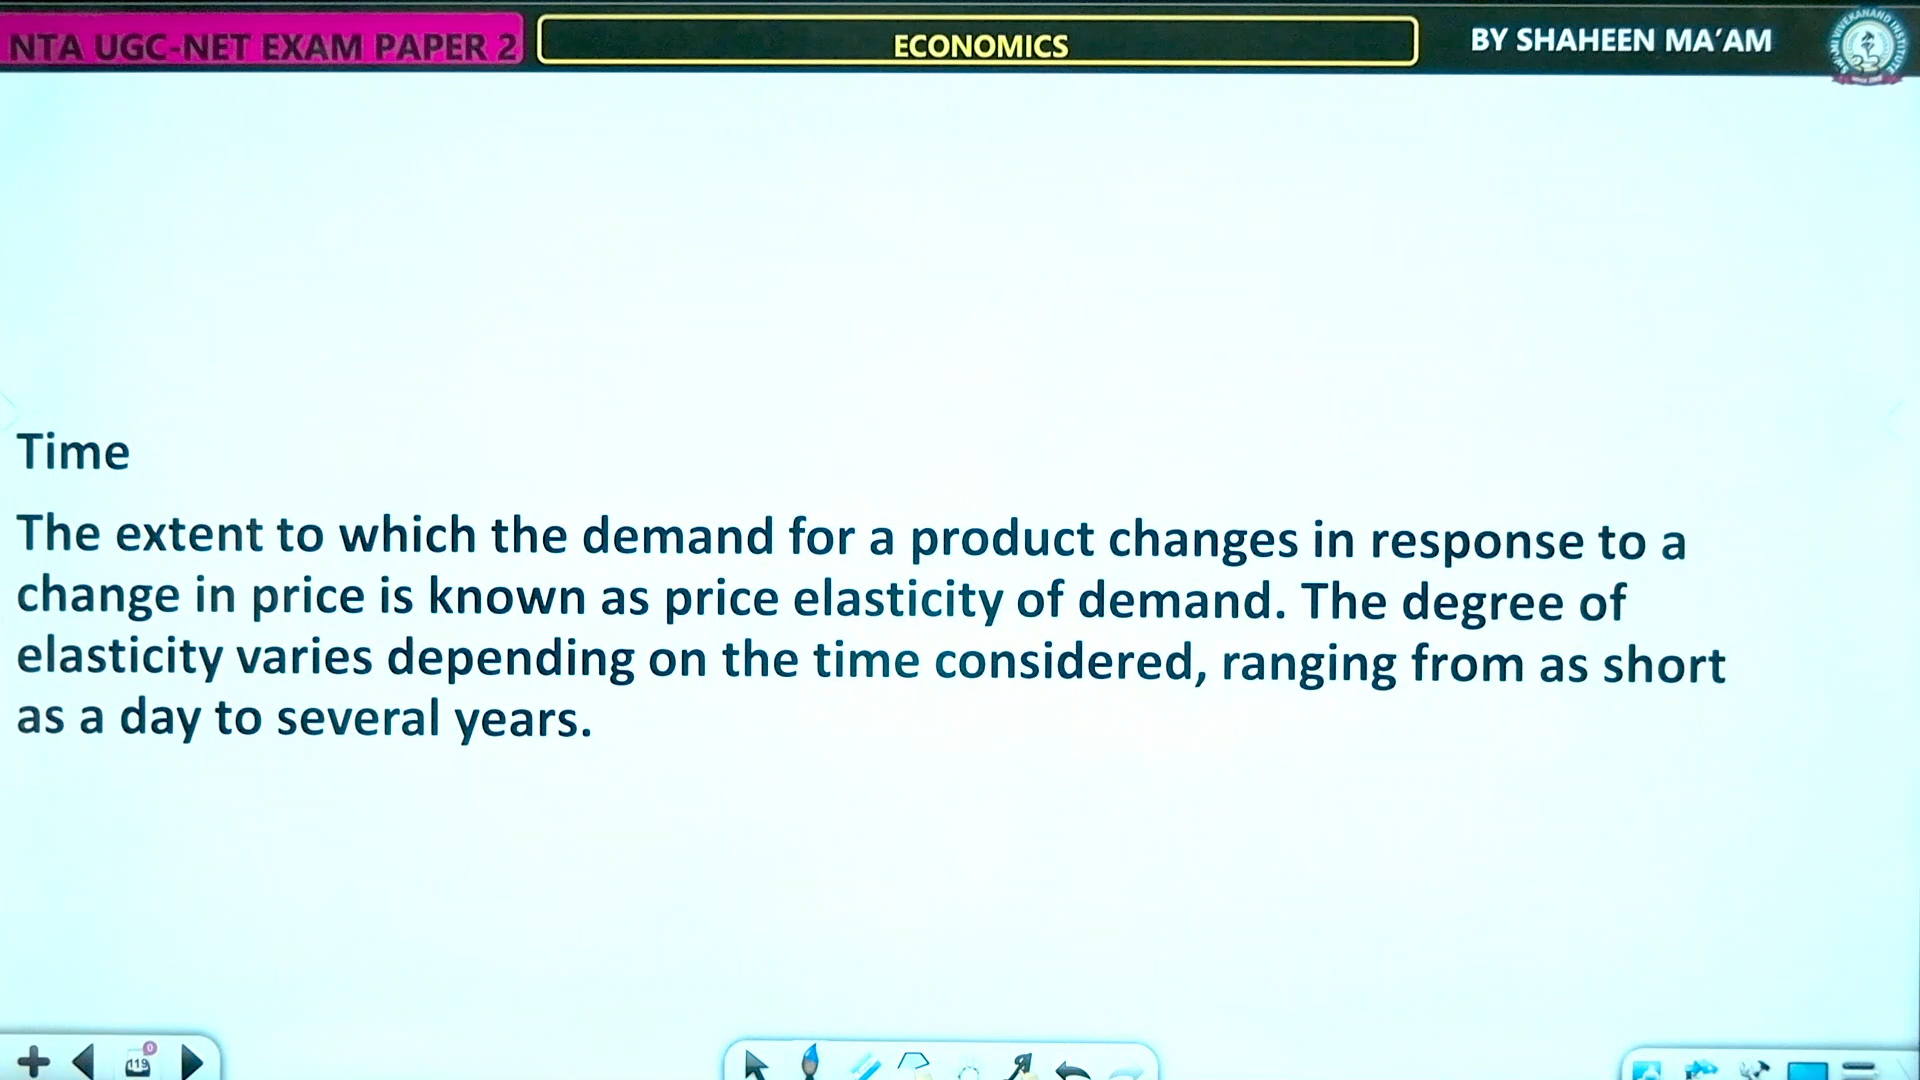 NTA UGC-NET EXAM PAPER 2
ECONOMICS
BY SHAHEEN MA'AM
Time
The extent to which the demand for a product changes in response to a
change in price is known as price elasticity of demand. The degree of
elasticity varies depending on the time considered, ranging from as short
as a day to several years.
119
0